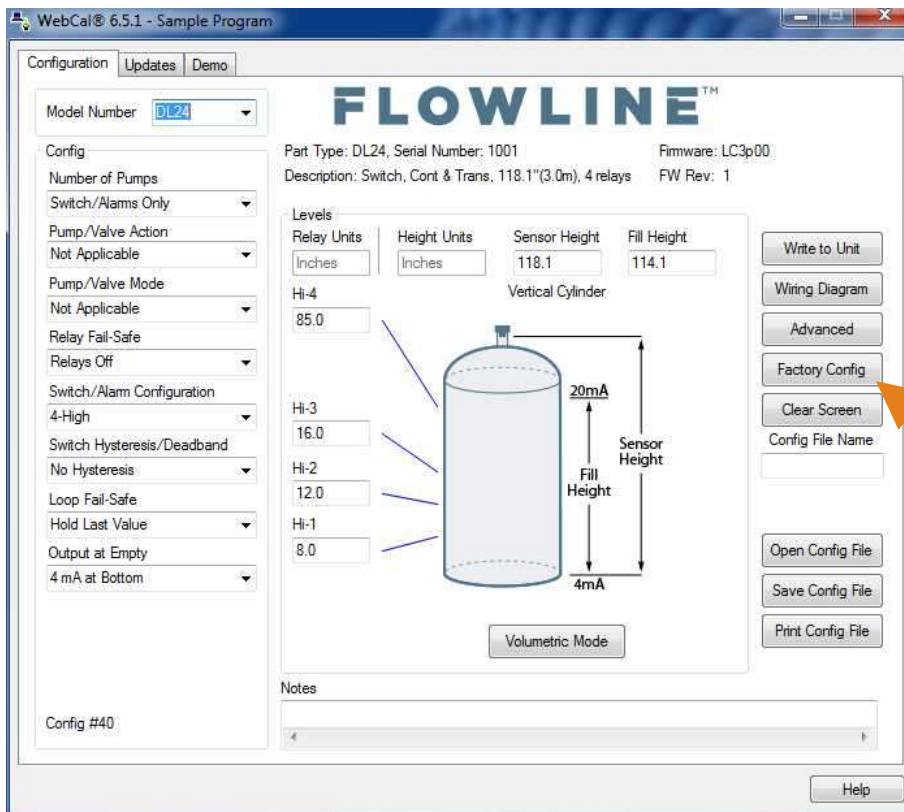 WebCal® 6.5.1 - Sample Program
Configuration Updates Demo
Model Number DL24
Config
Number of Pumps
Switch/Alarms Only
Pump/Valve Action
Not Applicable
Pump/Valve Mode
Not Applicable
Relay Fail-Safe
Relays Off
Switch/Alarm Configuration
4-High
Switch Hysteresis/Deadband
No Hysteresis
Loop Fail-Safe
Hold Last Value
Output at Empty
4 mA at Bottom
Config #40
FLOWLINE™
Part Type: DL24, Serial Number: 1001 Firmware: LC3p00
Description: Switch, Cont & Trans, 118.1"(3.0m), 4 relays FW Rev: 1
Levels
Relay Units Height Units Sensor Height Fill Height
Inches Inches 118.1 114.1
Vertical Cylinder
Hi-4
85.0
Hi-3
16.0
Hi-2
12.0
Hi-1
8.0
20mA
Fill
Height
Sensor
Height
4mA
Volumetric Mode
Write to Unit
Wiring Diagram
Advanced
Factory Config
Clear Screen
Config File Name
Open Config File
Save Config File
Print Config File
Notes
Help